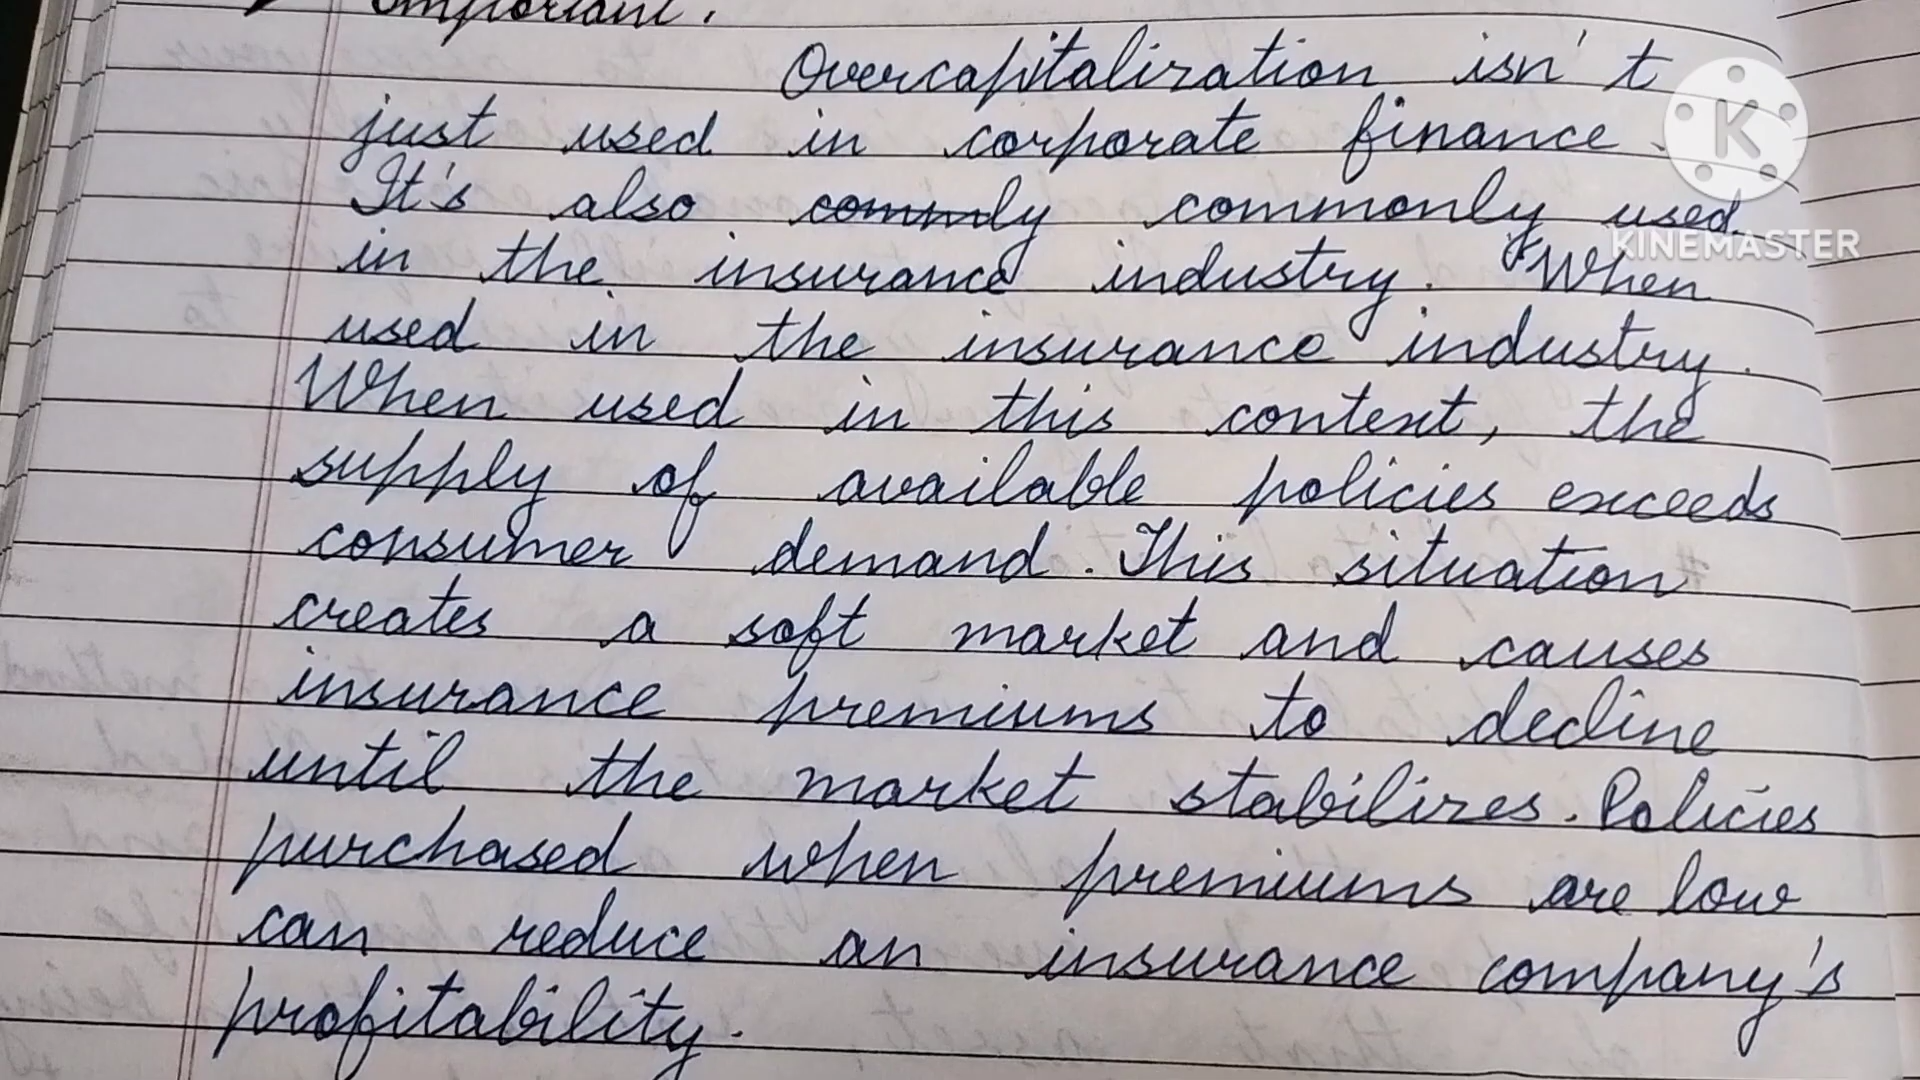 important.
Overcapitalization isn't
just used in corporate finance.
It's also commnly commonly used
in the insurance industry. When
used in the insurance industry.
When used in this context, the
supply of available policies exceeds
consumer demand. This situation
creates a soft market and causes
insurance premiums to decline
until the market stabilizes. Policies
purchased when premiums are low
can reduce an insurance company's
profitability.
K
KINEMASTER